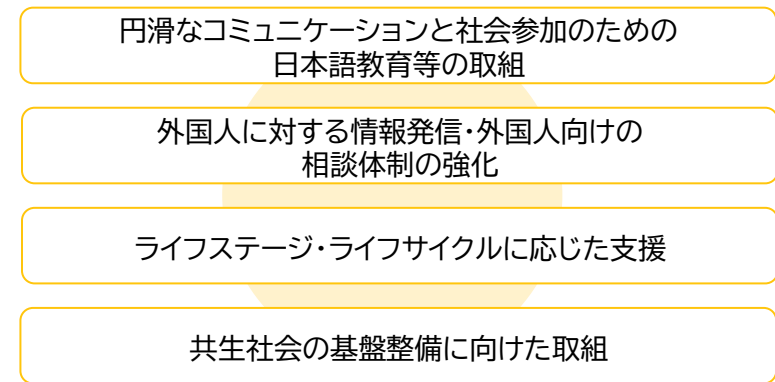 円滑なコミュニケーションと社会参加のための
日本語教育等の取組
外国人に対する情報発信・外国人向けの
相談体制の強化
ライフステージ・ライフサイクルに応じた支援
共生社会の基盤整備に向けた取組